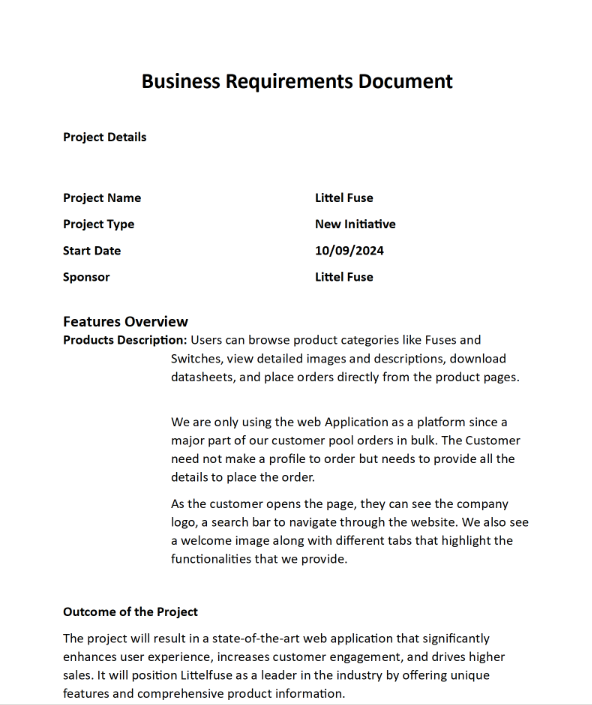 Business Requirements Document
Project Details
Project Name Littel Fuse
Project Type New Initiative
Start Date 10/09/2024
Sponsor Littel Fuse
Features Overview
Products Description: Users can browse product categories like Fuses and
Switches, view detailed images and descriptions, download
datasheets, and place orders directly from the product pages.
We are only using the web Application as a platform since a
major part of our customer pool orders in bulk. The Customer
need not make a profile to order but needs to provide all the
details to place the order.
As the customer opens the page, they can see the company
logo, a search bar to navigate through the website. We also see
a welcome image along with different tabs that highlight the
functionalities that we provide.
Outcome of the Project
The project will result in a state-of-the-art web application that significantly
enhances user experience, increases customer engagement, and drives higher
sales. It will position Littelfuse as a leader in the industry by offering unique
features and comprehensive product information.